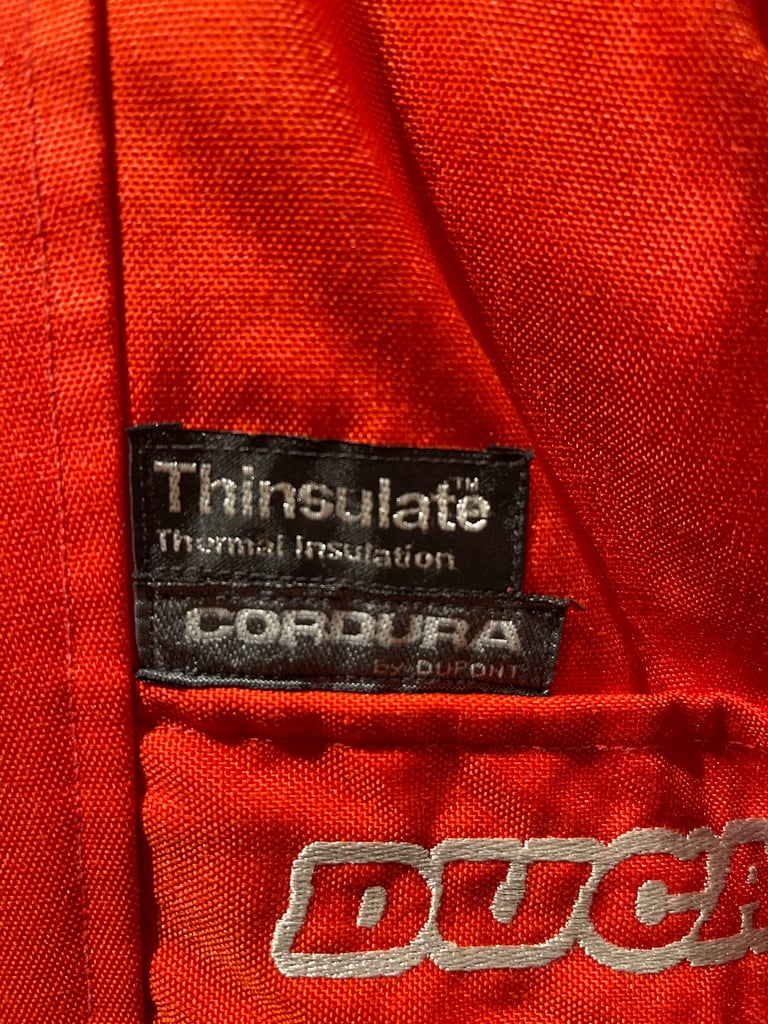 Thinsulate™
Thermal Insulation
CORDURA
BY DUPONT
DUCA